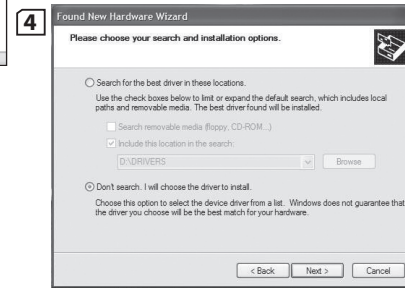 4
Found New Hardware Wizard
Please choose your search and installation options.
Search for the best driver in these locations.
Use the check boxes below to limit or expand the default search, which includes local
paths and removable media. The best driver found will be installed.
Search removable media (floppy, CD-ROM...)
Include this location in the search:
D:\DRIVERS
Browse
Don't search. I will choose the driver to install.
Choose this option to select the device driver from a list. Windows does not guarantee that
the driver you choose will be the best match for your hardware.
< Back
Next >
Cancel